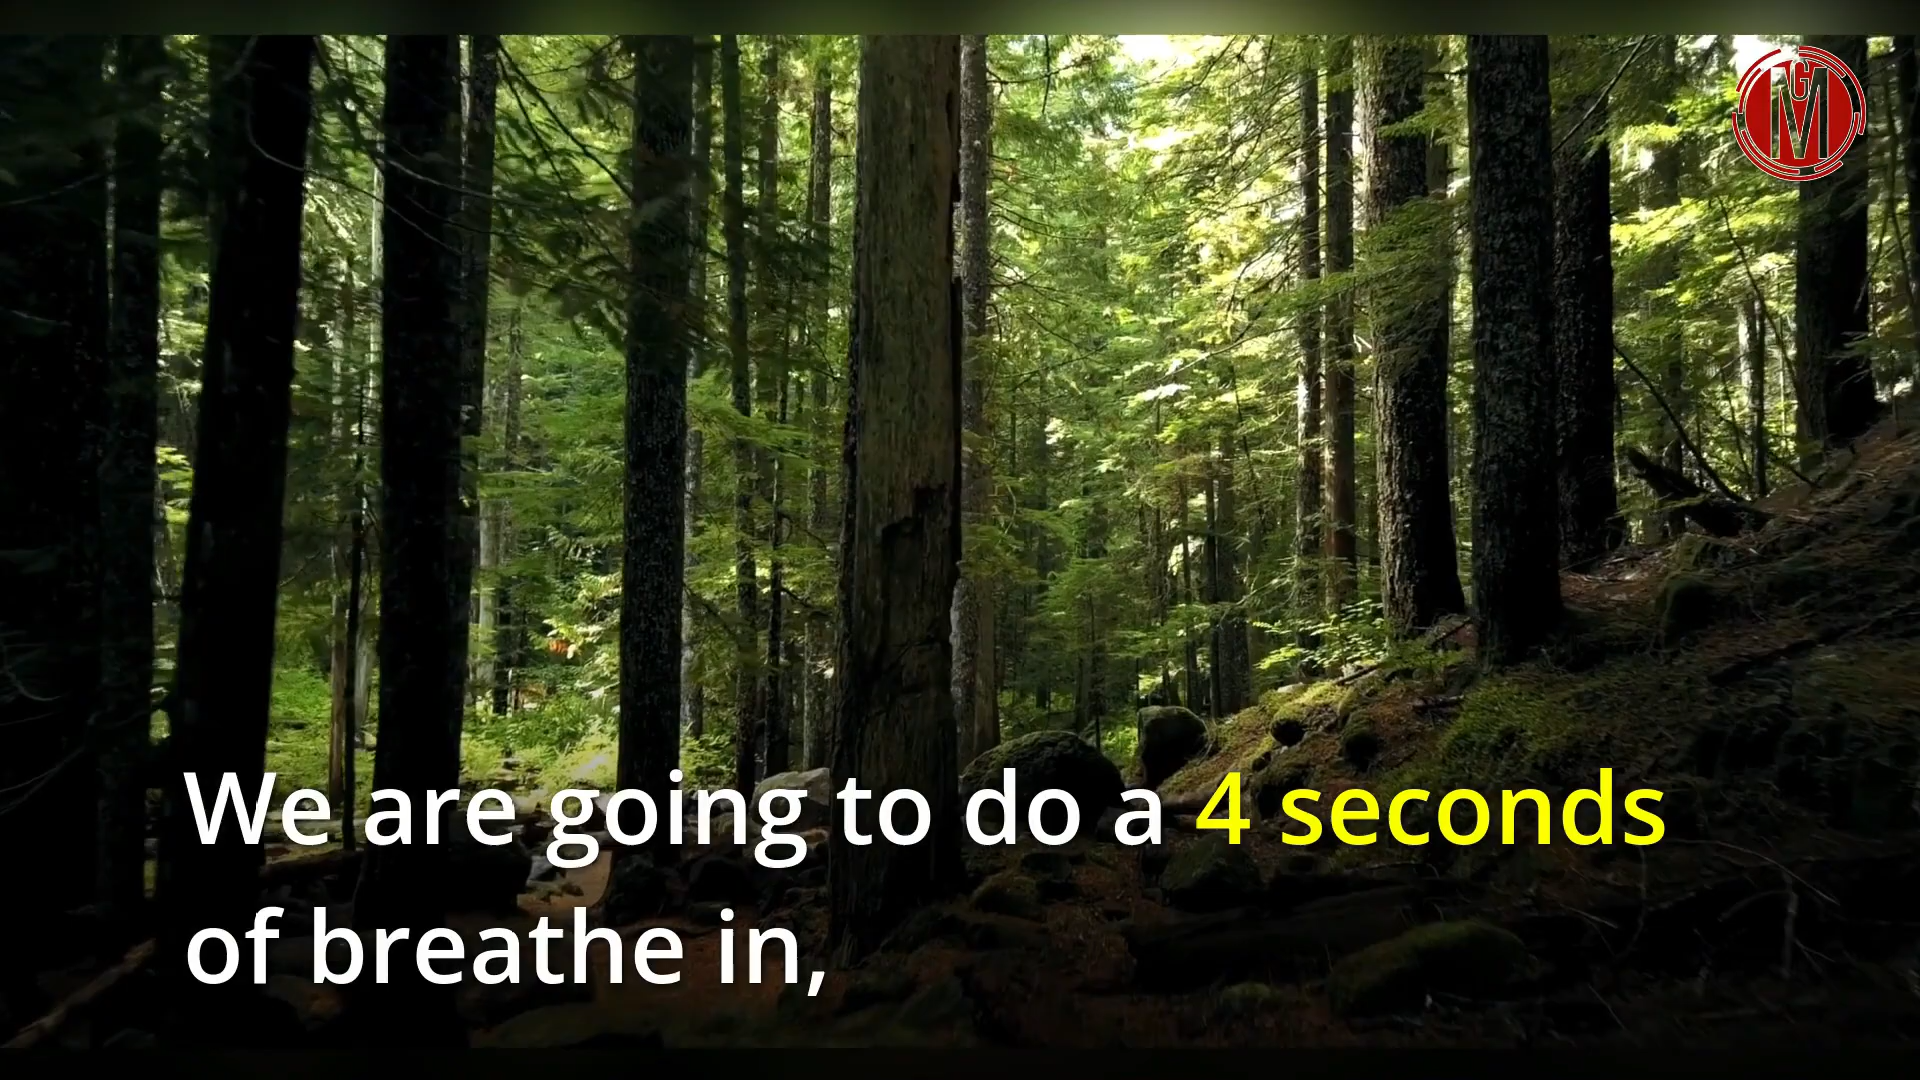 We are going to do a 4 seconds
of breathe in,